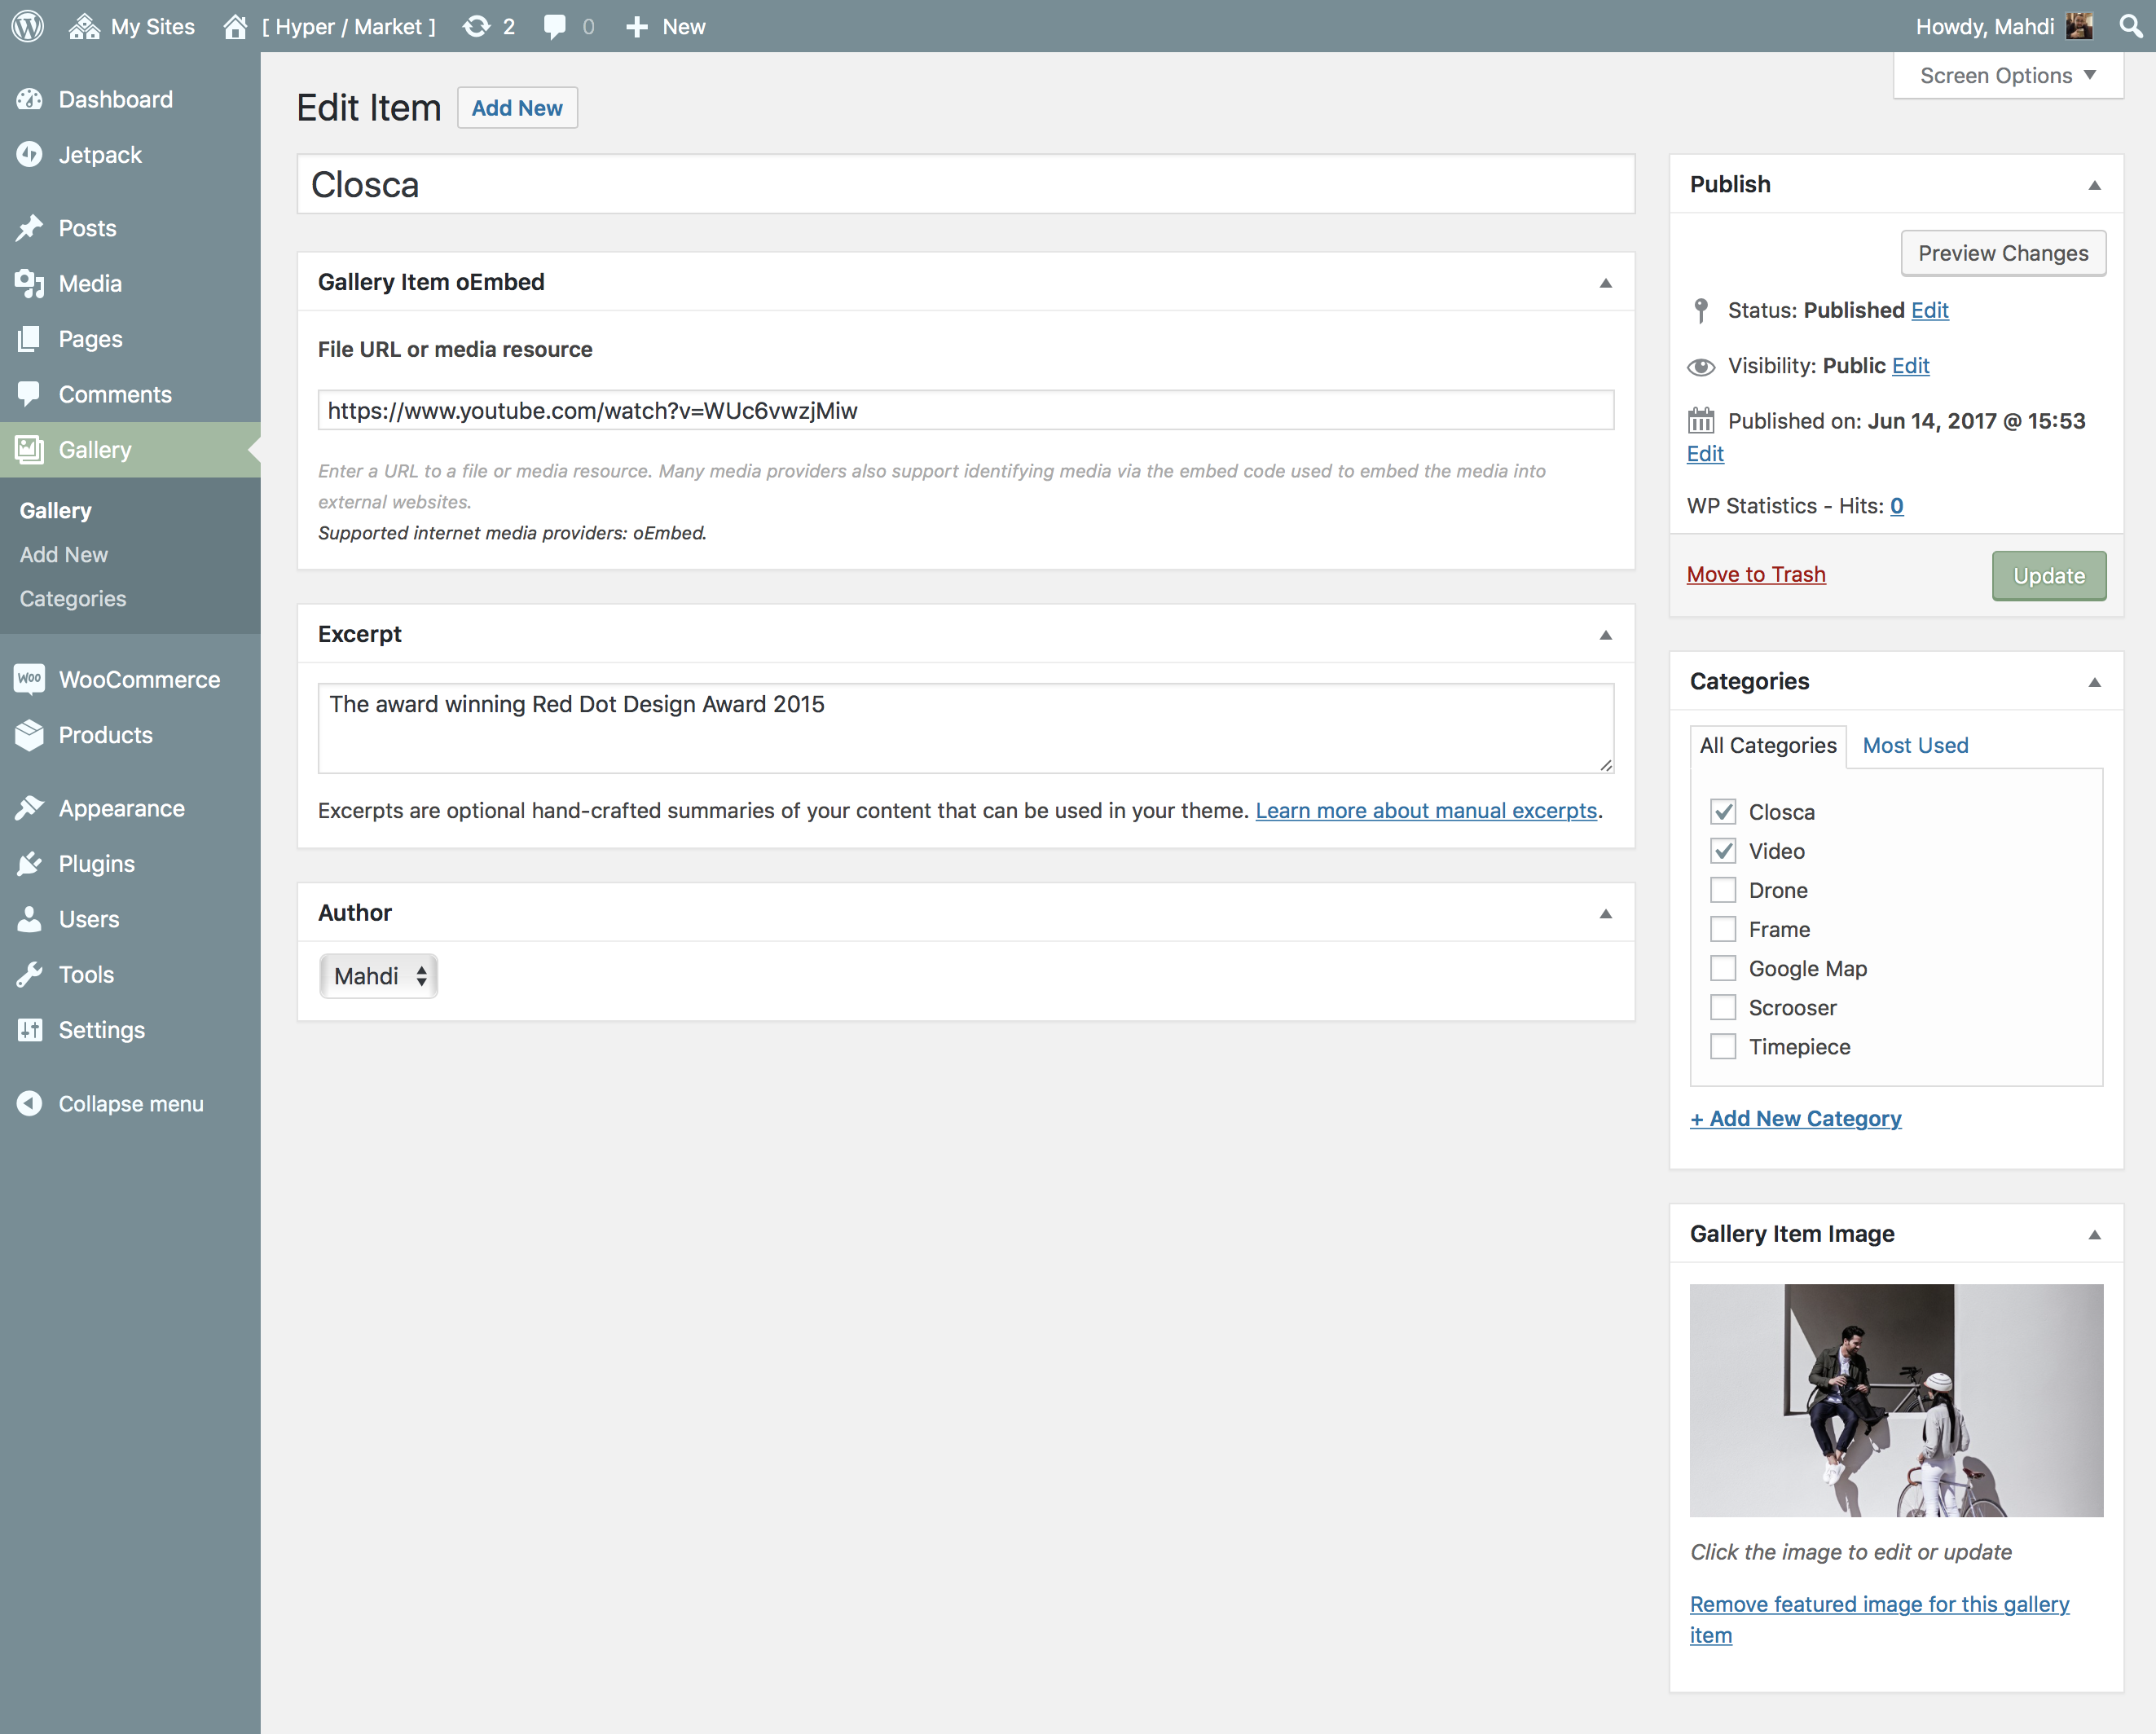 My Sites
[ Hyper / Market ]
2
0
New
Howdy, Mahdi
Screen Options
Dashboard
Jetpack
Posts
Media
Pages
Comments
Gallery
Gallery
Add New
Categories
Woo
WooCommerce
Products
Appearance
Plugins
Users
Tools
Settings
Collapse menu
Edit Item
Add New
Closca
Gallery Item oEmbed
File URL or media resource
https://www.youtube.com/watch?v=WUc6vwzjMiw
Enter a URL to a file or media resource. Many media providers also support identifying media via the embed code used to embed the media into
external websites.
Supported internet media providers: oEmbed.
Excerpt
The award winning Red Dot Design Award 2015
Excerpts are optional hand-crafted summaries of your content that can be used in your theme. Learn more about manual excerpts.
Author
Mahdi
Publish
Preview Changes
Status: Published Edit
Visibility: Public Edit
Published on: Jun 14, 2017 @ 15:53
Edit
WP Statistics - Hits: 0
Move to Trash
Update
Categories
All Categories
Most Used
Closca
Video
Drone
Frame
Google Map
Scrooser
Timepiece
+ Add New Category
Gallery Item Image
Click the image to edit or update
Remove featured image for this gallery
item